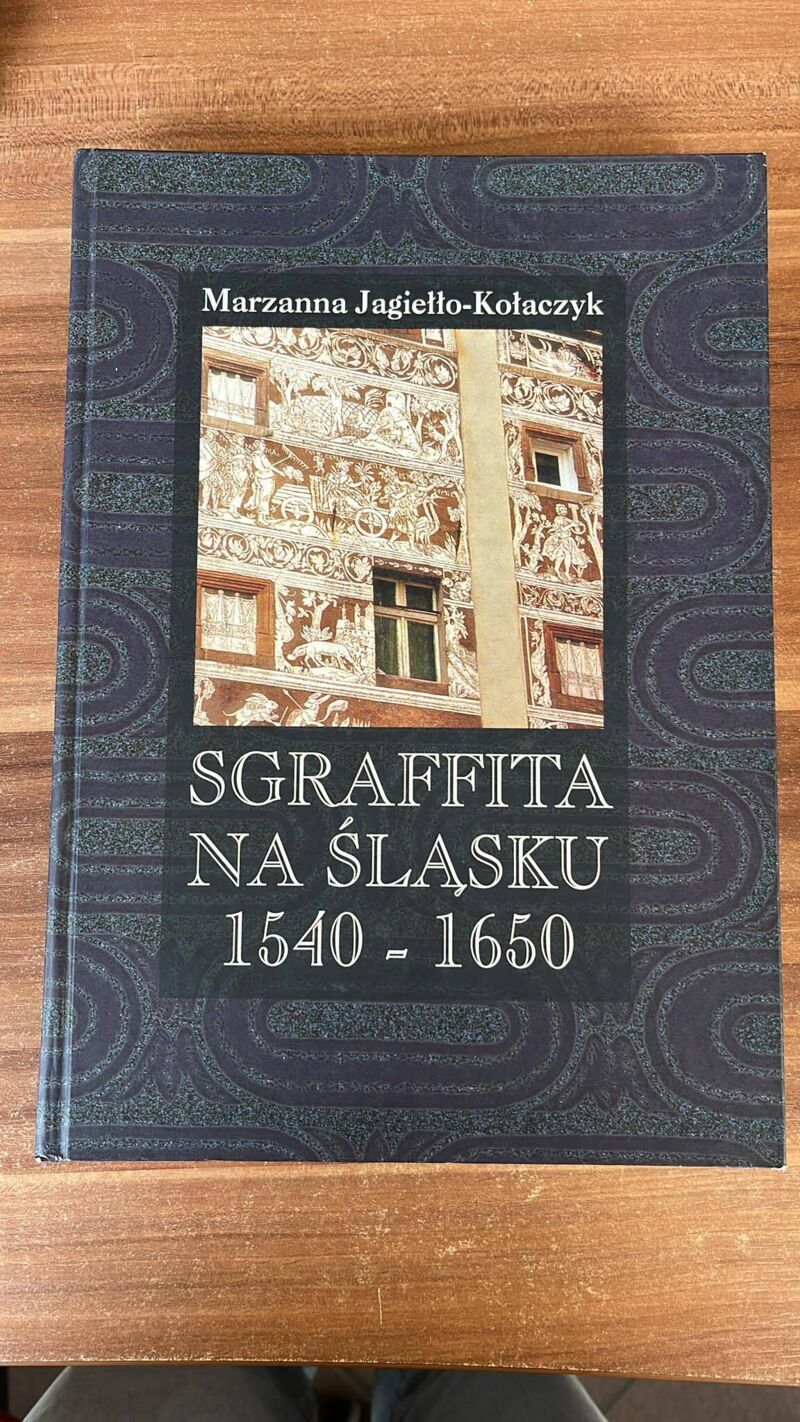 Marzanna Jagiełło-Kołaczyk
SGRAFFITA
NA ŚLĄSKU
1540 - 1650